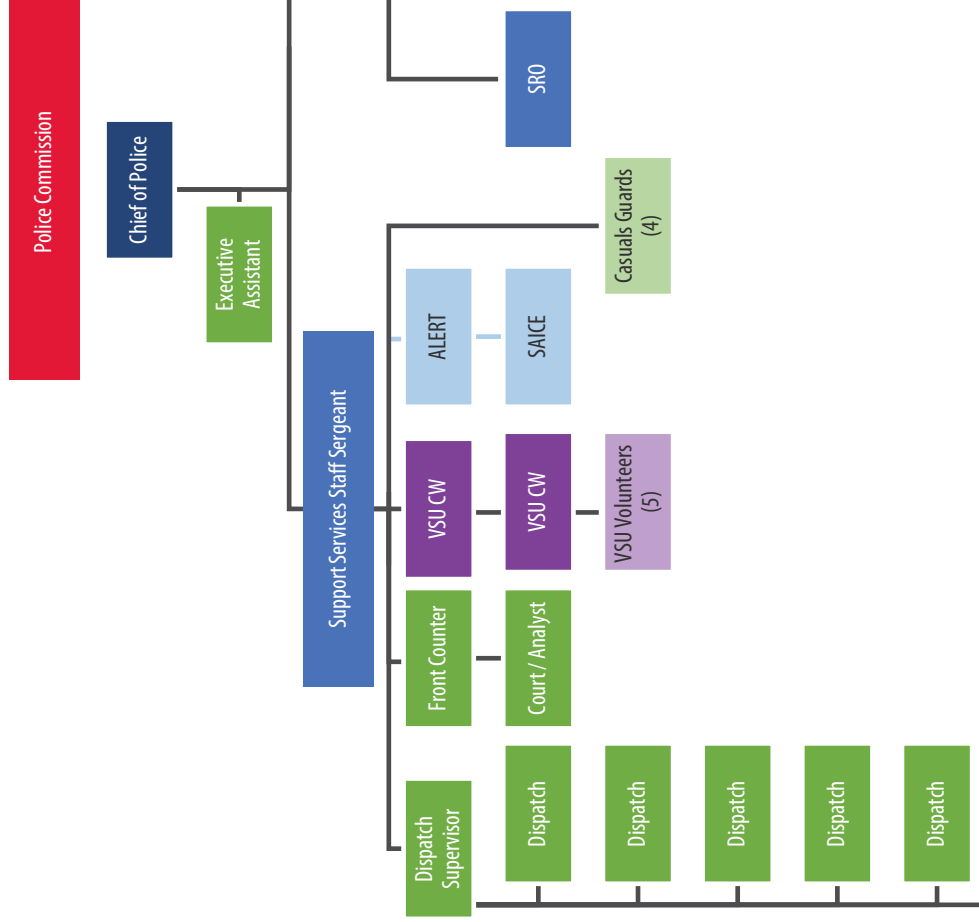 Police Commission
Chief of Police
Executive
Assistant
Support Services Staff Sergeant
Dispatch
Supervisor
Front Counter
VSU CW
ALERT
Dispatch
Court / Analyst
VSU CW
SAICE
SRO
Dispatch
VSU Volunteers
(5)
Casuals Guards
(4)
Dispatch
Dispatch
Dispatch